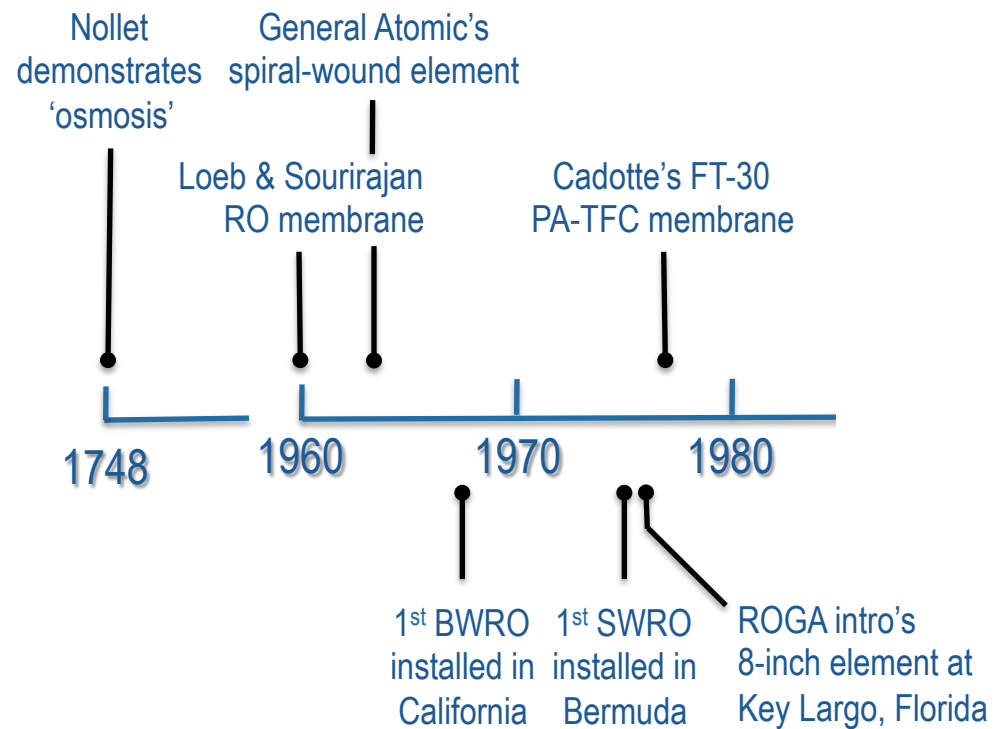 Nollet
demonstrates
‘osmosis’
General Atomic’s
spiral-wound element
Loeb & Sourirajan
RO membrane
Cadotte’s FT-30
PA-TFC membrane
1748
1960
1970
1980
1st BWRO
installed in
California
1st SWRO
installed in
Bermuda
ROGA intro’s
8-inch element at
Key Largo, Florida